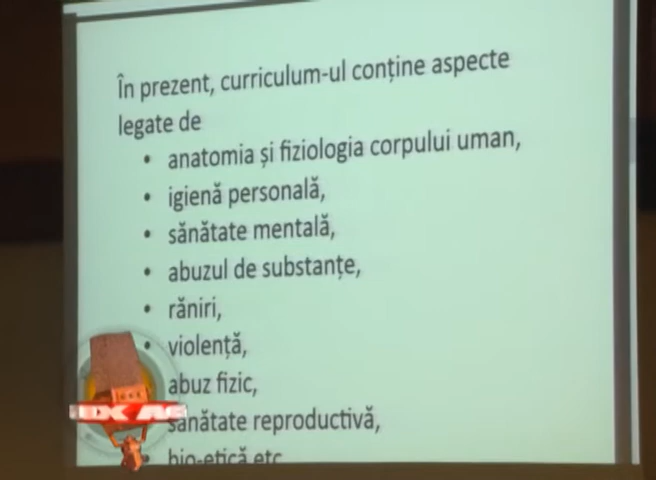 În prezent, curriculum-ul conține aspecte
legate de
• anatomia și fiziologia corpului uman,
• igienă personală,
• sănătate mentală,
• abuzul de substanțe,
• răniri,
• violență,
abuz fizic,
sănătate reproductivă,
bio-etică etc